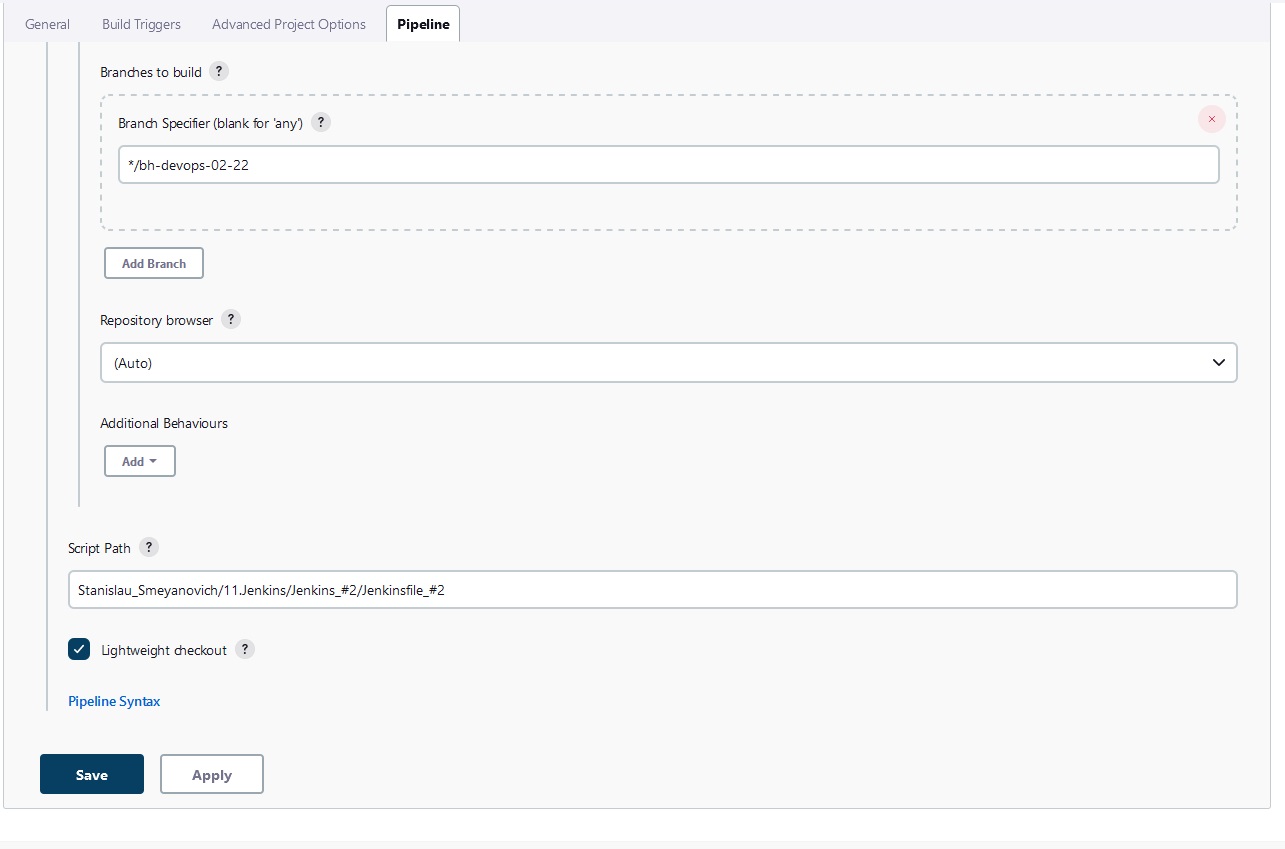 General Build Triggers Advanced Project Options Pipeline
Branches to build ?
Branch Specifier (blank for 'any') ?
*/bh-devops-02-22
Add Branch
Repository browser ?
(Auto)
Additional Behaviours
Add
Script Path ?
Stanislau_Smeyanovich/11.Jenkins/Jenkins_#2/Jenkinsfile_#2
Lightweight checkout ?
Pipeline Syntax
Save Apply